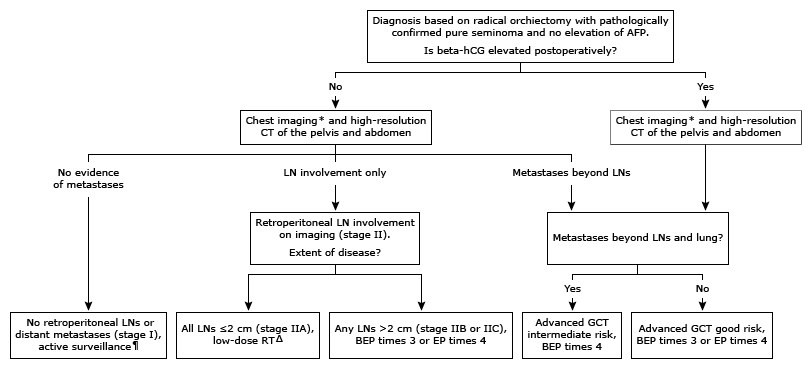 Diagnosis based on radical orchiectomy with pathologically
confirmed pure seminoma and no elevation of AFP.
Is beta-hCG elevated postoperatively?
No
Yes
Chest imaging* and high-resolution
CT of the pelvis and abdomen
Chest imaging* and high-resolution
CT of the pelvis and abdomen
No evidence
of metastases
LN involvement only
Metastases beyond LNs
Retroperitoneal LN involvement
on imaging (stage II).
Extent of disease?
Metastases beyond LNs and lung?
Yes
No
No retroperitoneal LNs or
distant metastases (stage I),
active surveillance¶
All LNs ≤2 cm (stage IIA),
low-dose RTΔ
Any LNs >2 cm (stage IIB or IIC),
BEP times 3 or EP times 4
Advanced GCT
intermediate risk,
BEP times 4
Advanced GCT good risk,
BEP times 3 or EP times 4